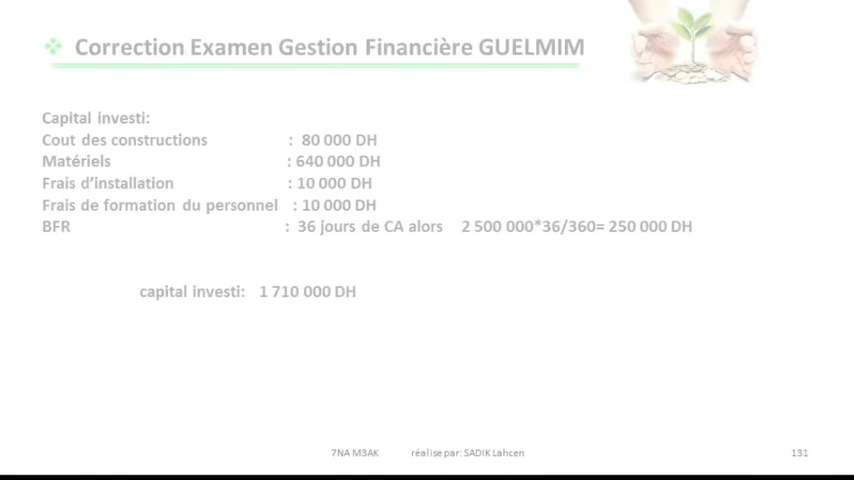 Correction Examen Gestion Financière GUELMIM
Capital investi:
Cout des constructions : 80 000 DH
Matériels : 640 000 DH
Frais d'installation : 10 000 DH
Frais de formation du personnel : 10 000 DH
BFR : 36 jours de CA alors 2 500 000*36/360= 250 000 DH
capital investi: 1 710 000 DH
7NA M3AK réalise par: SADIK Lahcen 131